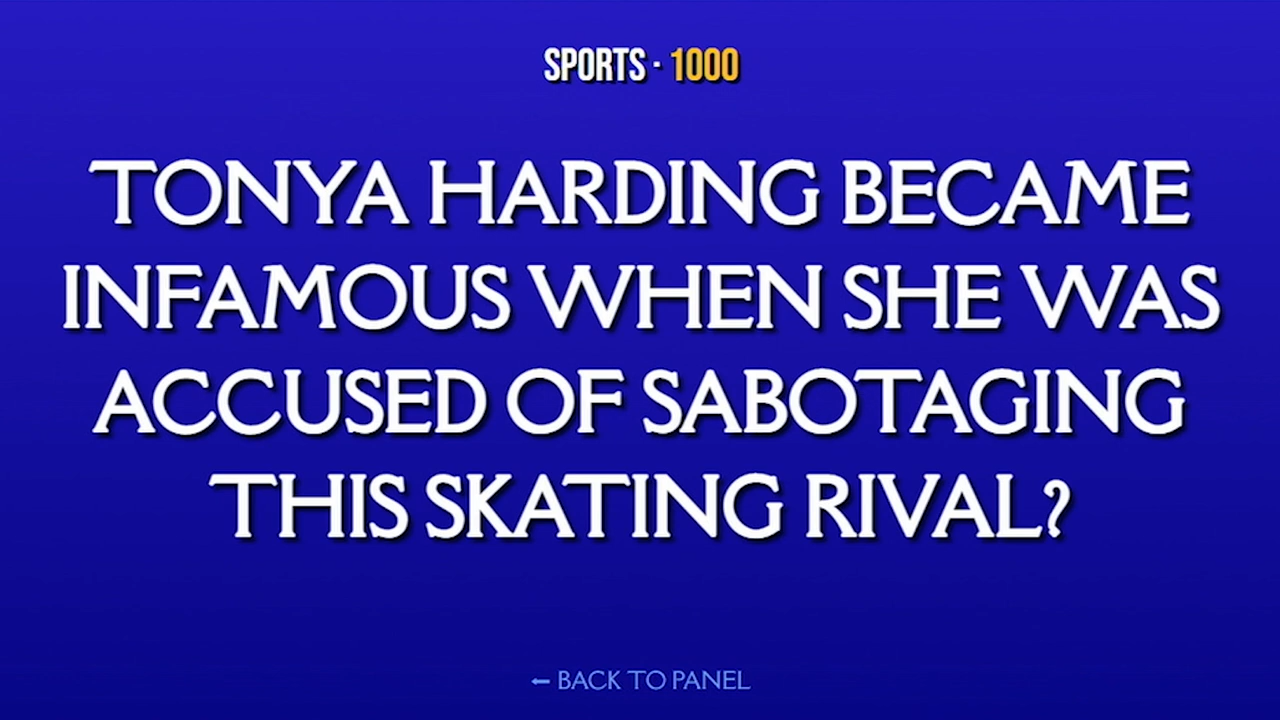 SPORTS · 1000
TONYA HARDING BECAME
INFAMOUS WHEN SHE WAS
ACCUSED OF SABOTAGING
THIS SKATING RIVAL?
← BACK TO PANEL